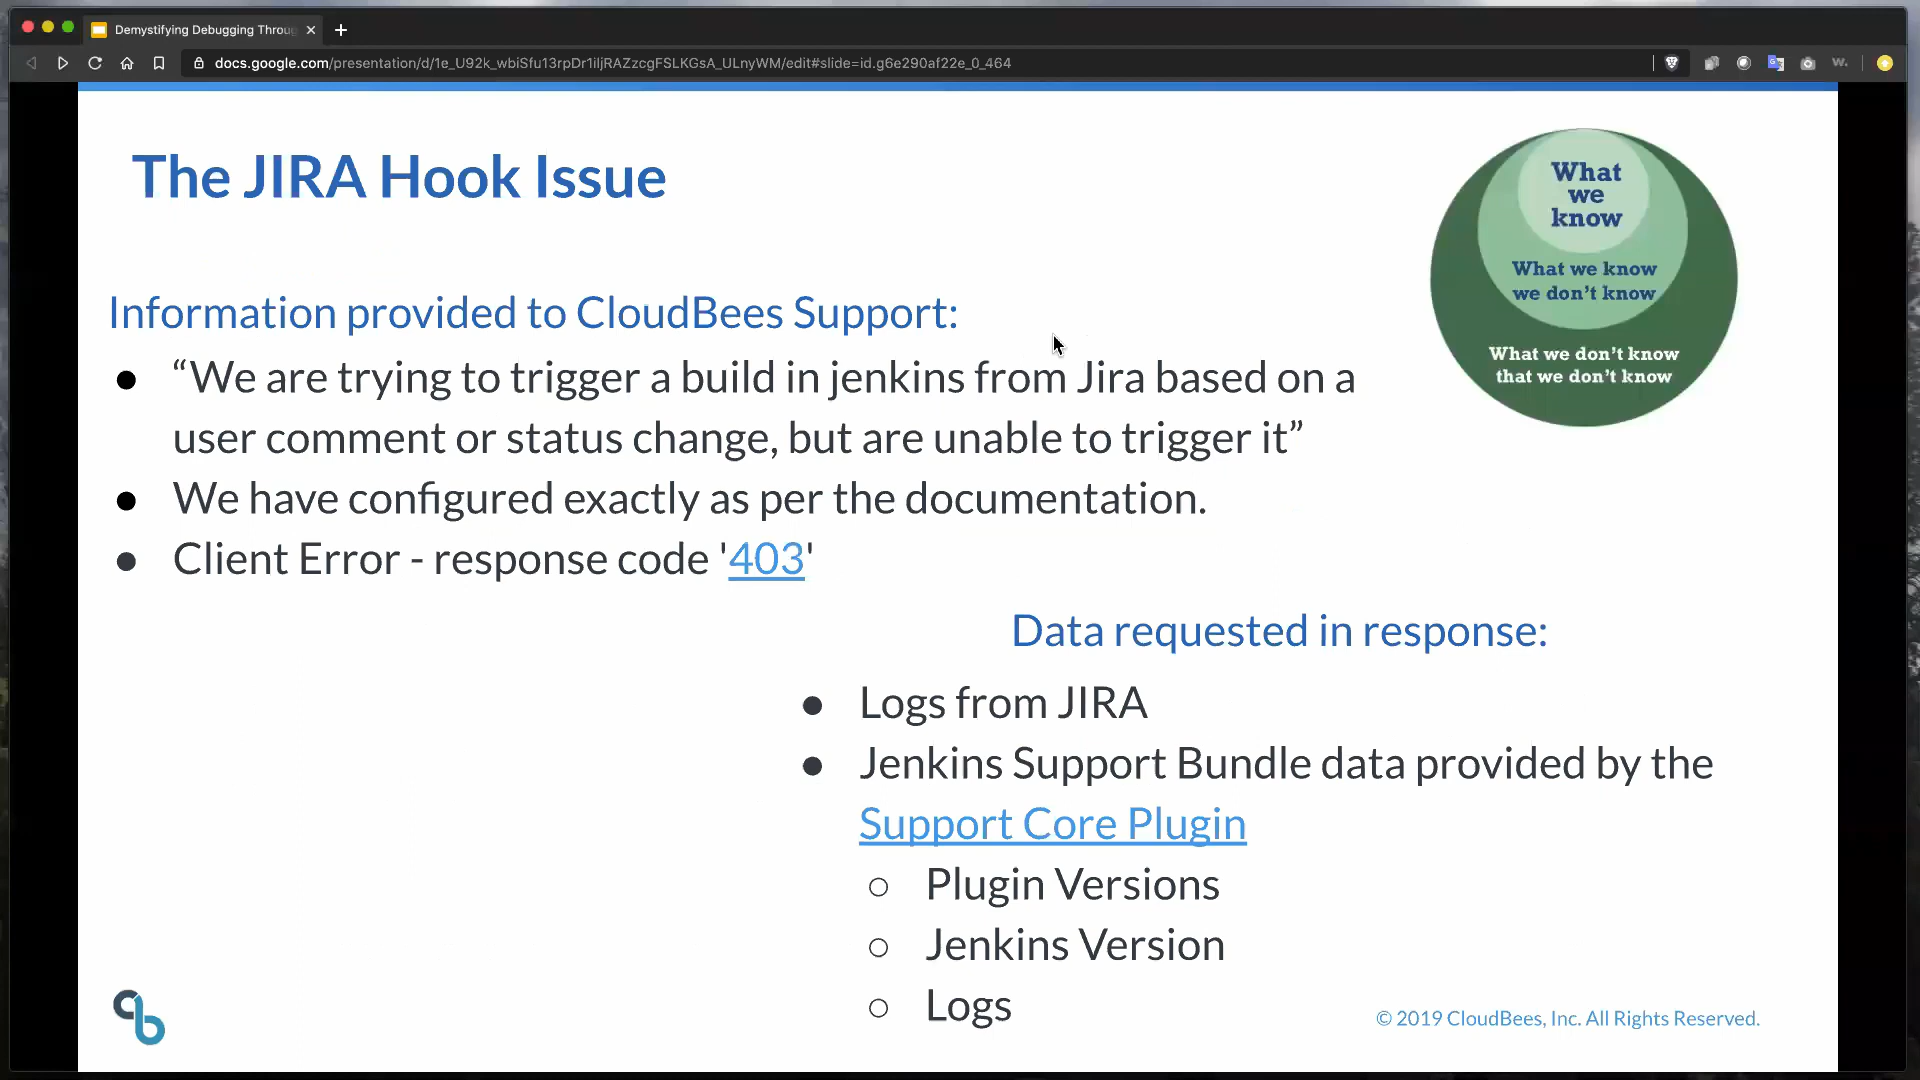 Demystifying Debugging Throu
docs.google.com/presentation/d/1e_U92k_wbiSfu13rpDr1iljRAZzcgFSLKGsA_ULnyWM/edit#slide=id.g6e290af22e_0_464
The JIRA Hook Issue
What
we
know
What we know
we don't know
What we don't know
that we don't know
Information provided to CloudBees Support:
● “We are trying to trigger a build in jenkins from Jira based on a
user comment or status change, but are unable to trigger it”
● We have configured exactly as per the documentation.
● Client Error - response code '403'
Data requested in response:
● Logs from JIRA
● Jenkins Support Bundle data provided by the
Support Core Plugin
○ Plugin Versions
○ Jenkins Version
○ Logs
© 2019 CloudBees, Inc. All Rights Reserved.